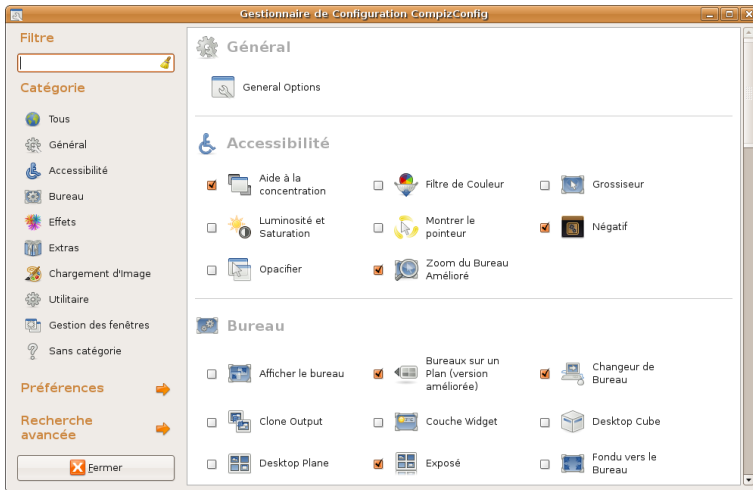 Gestionnaire de Configuration CompizConfig
Filtre
Catégorie
Tous
Général
Accessibilité
Bureau
Effets
Extras
Chargement d'Image
Utilitaire
Gestion des fenêtres
Sans catégorie
Préférences
Recherche
avancée
Fermer
Général
General Options
Accessibilité
Aide à la
concentration
Filtre de Couleur
Grossiseur
Luminosité et
Saturation
Montrer le
pointeur
Négatif
Opacifier
Zoom du Bureau
Amélioré
Bureau
Afficher le bureau
Bureaux sur un
Plan (version
améliorée)
Changeur de
Bureau
Clone Output
Couche Widget
Desktop Cube
Desktop Plane
Exposé
Fondu vers le
Bureau